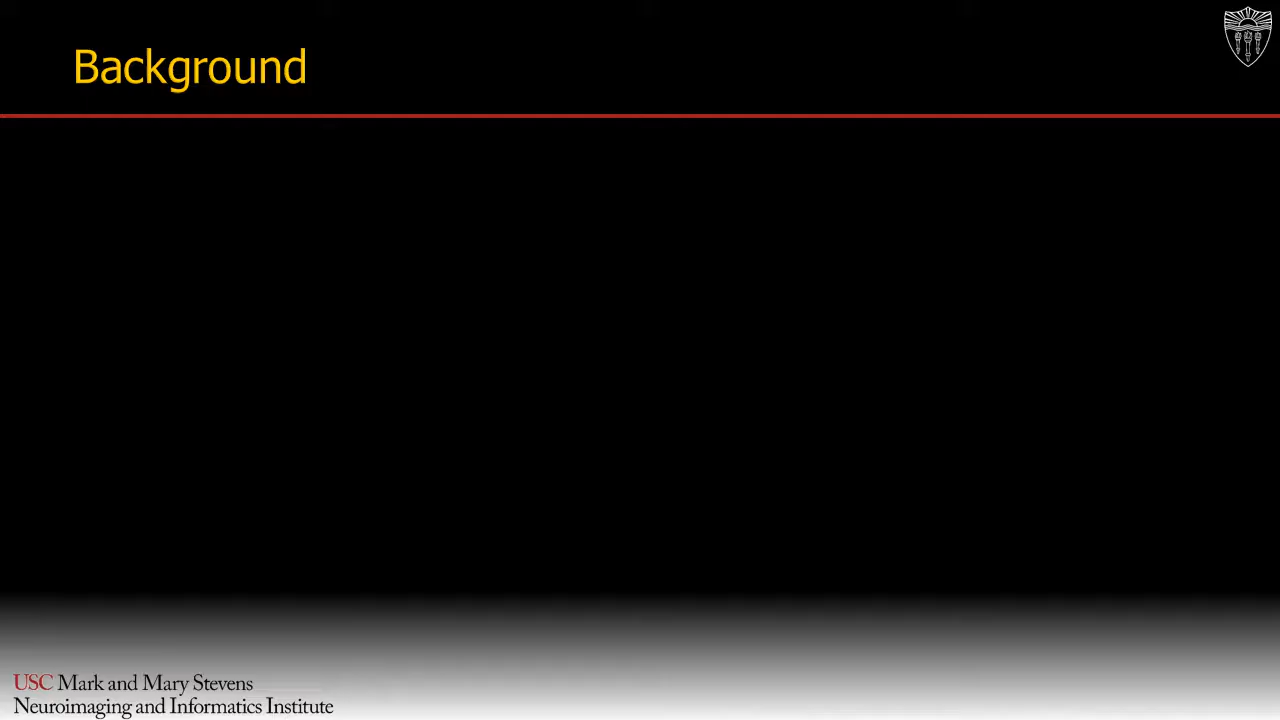 Background
USC Mark and Mary Stevens
Neuroimaging and Informatics Institute